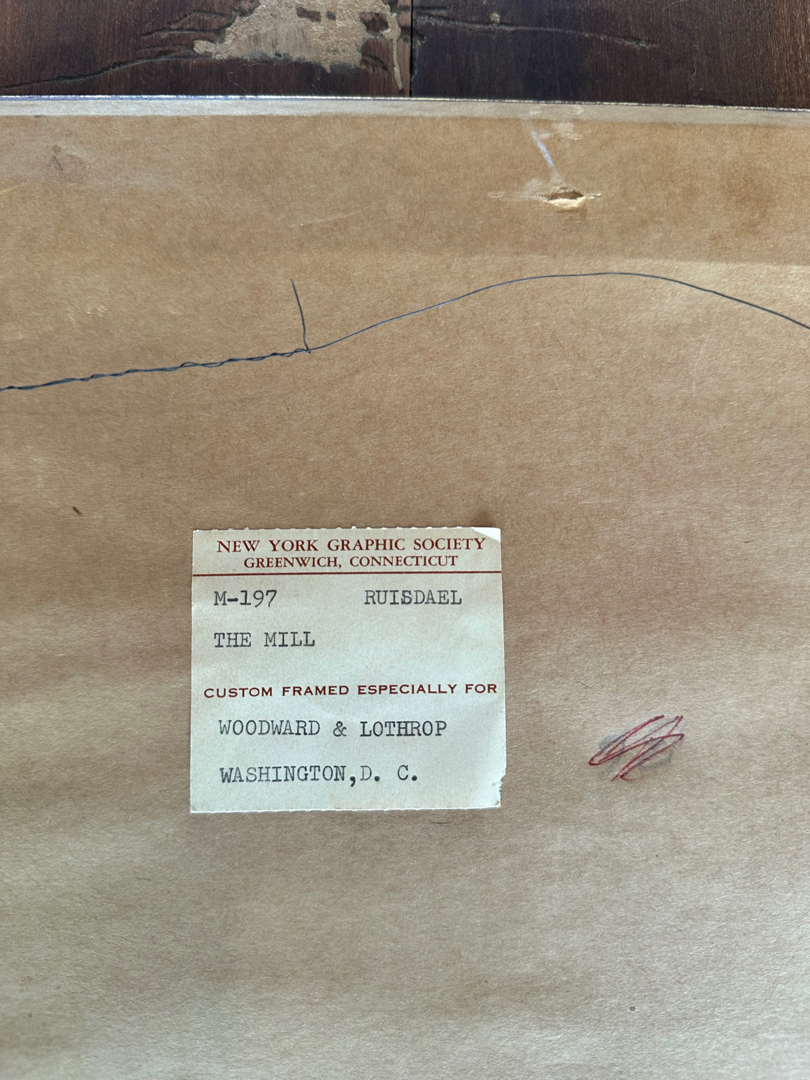 NEW YORK GRAPHIC SOCIETY
GREENWICH, CONNECTICUT
M-197 RUISDAEL
THE MILL
CUSTOM FRAMED ESPECIALLY FOR
WOODWARD & LOTHROP
WASHINGTON,D. C.